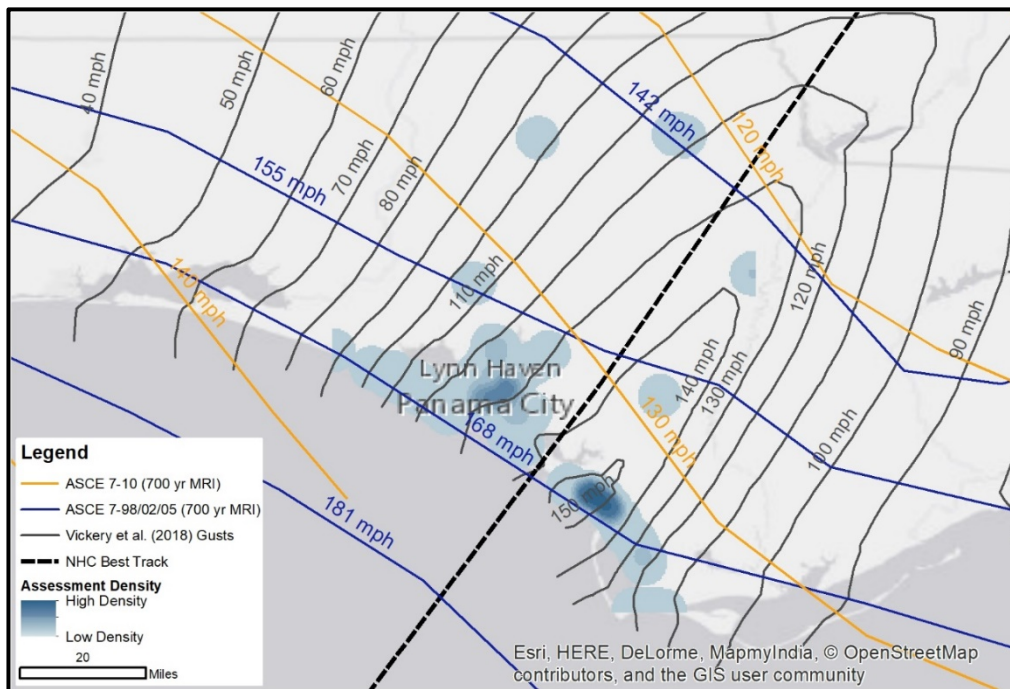 40 mph
50 mph
60 mph
70 mph
80 mph
142 mph
120 mph
155 mph
140 mph
110 mph
120 mph
90 mph
Lynn Haven
Panama City
140 mph
130 mph
130 mph
168 mph
100 mph
150 mph
181 mph
Legend
ASCE 7-10 (700 yr MRI)
ASCE 7-98/02/05 (700 yr MRI)
Vickery et al. (2018) Gusts
NHC Best Track
Assessment Density
High Density
Low Density
20
Miles
Esri, HERE, DeLorme, MapmyIndia, © OpenStreetMap
contributors, and the GIS user community